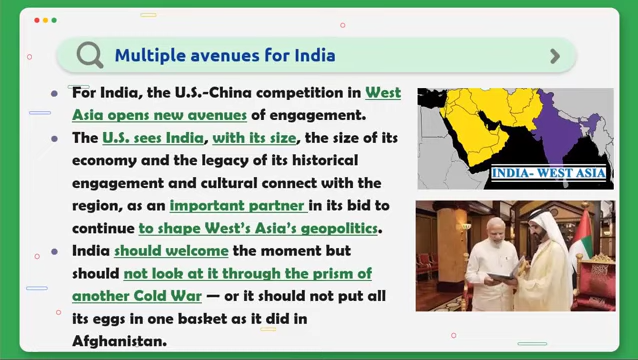 Multiple avenues for India
For India, the U.S.-China competition in West
Asia opens new avenues of engagement.
The U.S. sees India, with its size, the size of its
economy and the legacy of its historical
engagement and cultural connect with the
region, as an important partner in its bid to
continue to shape West's Asia's geopolitics.
India should welcome the moment but
should not look at it through the prism of
another Cold War — or it should not put all
its eggs in one basket as it did in
Afghanistan.
INDIA- WEST ASIA